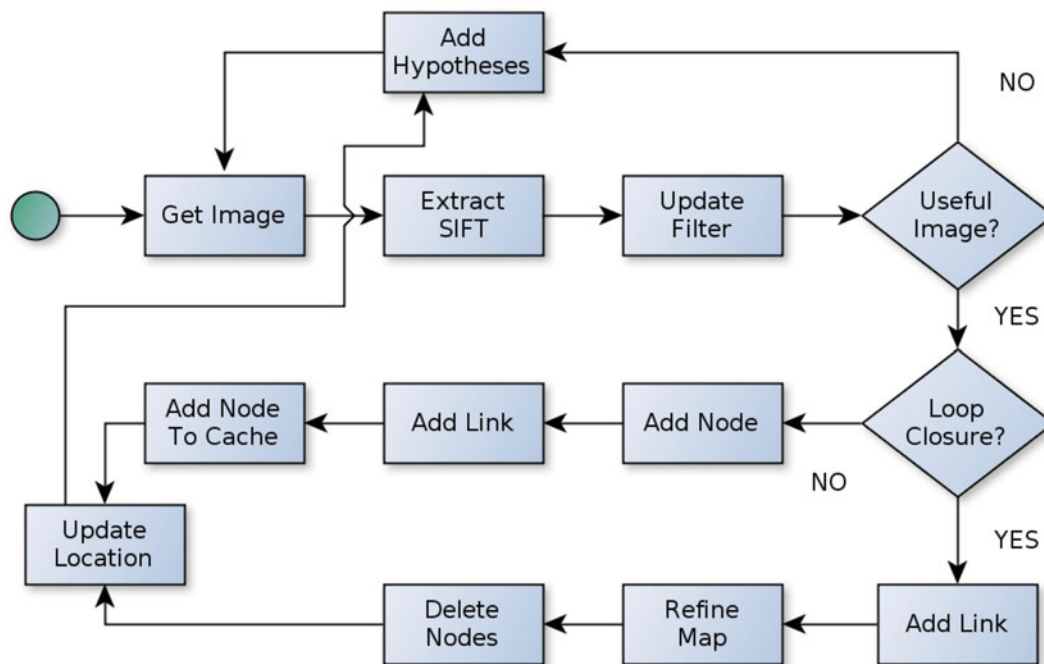 Add
Hypotheses
NO
Get Image
Extract
SIFT
Update
Filter
Useful
Image?
YES
Add Node
To Cache
Add Link
Add Node
Loop
Closure?
NO
Update
Location
YES
Delete
Nodes
Refine
Map
Add Link